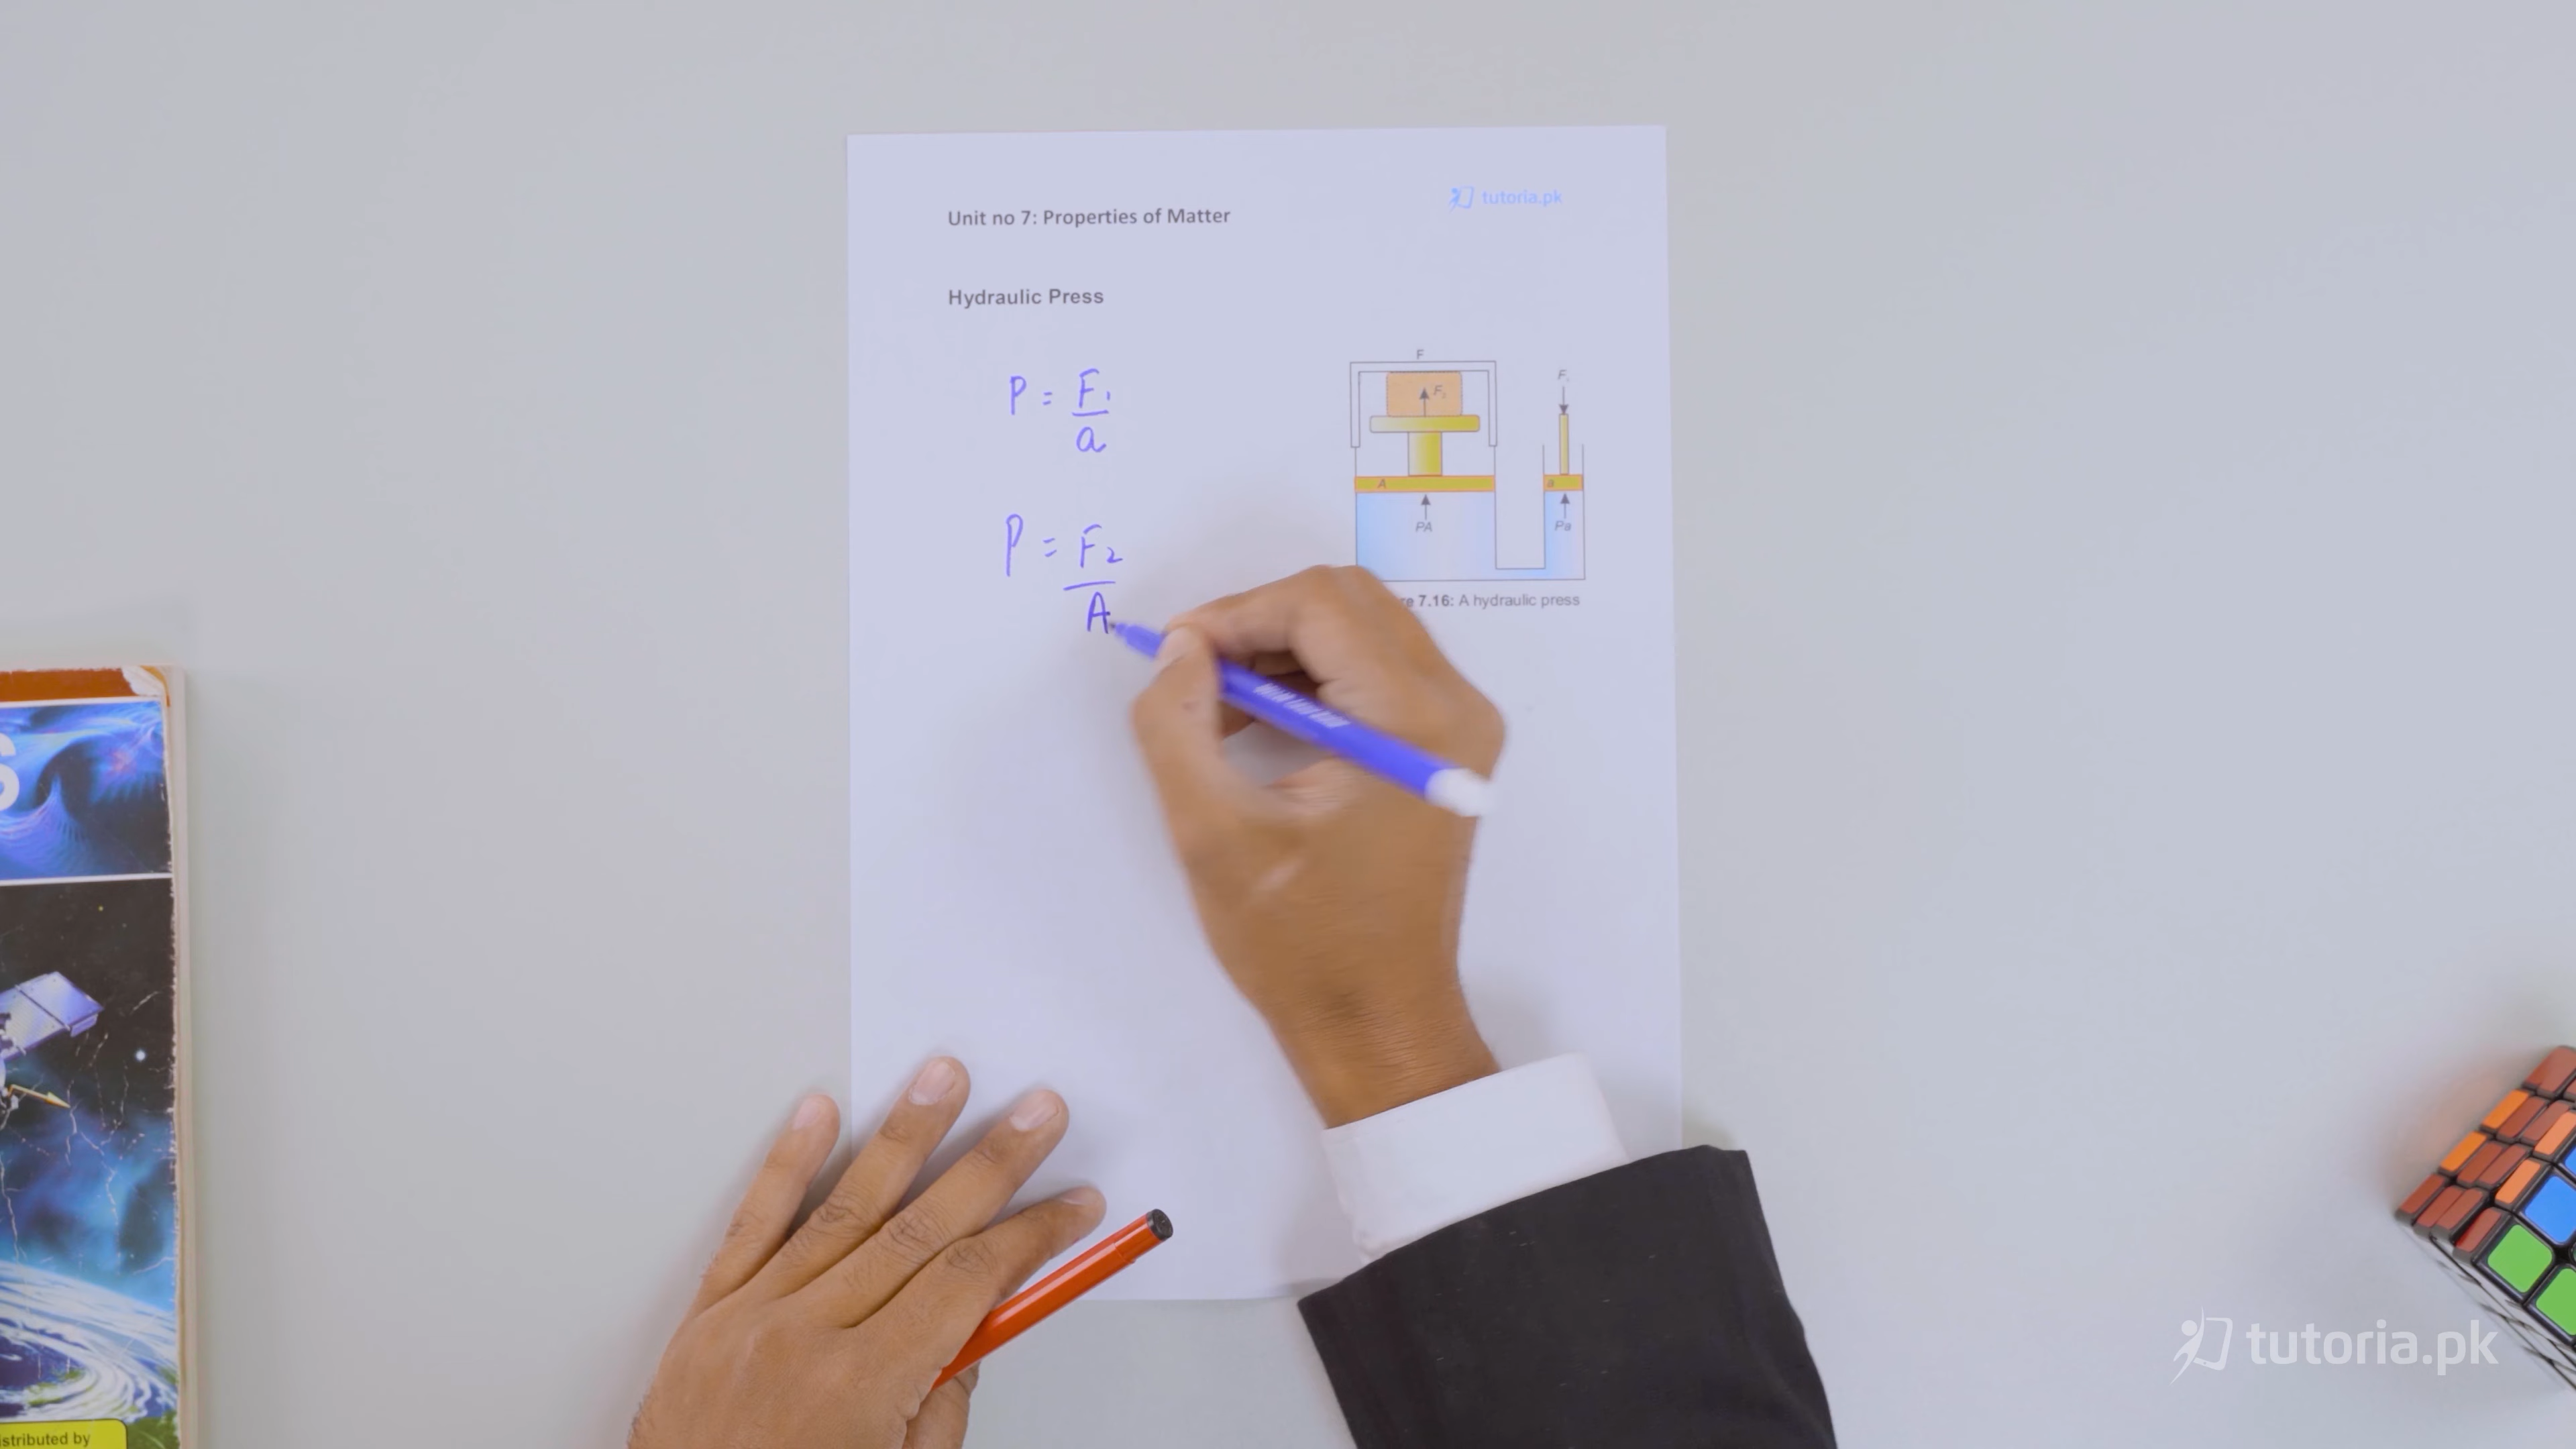 tutoria.pk
Unit no 7: Properties of Matter
Hydraulic Press
P = F1
a
P = F2
A
F
F2
F1
A
a
PA
Pa
7.16: A hydraulic press
S
istributed by
tutoria.pk